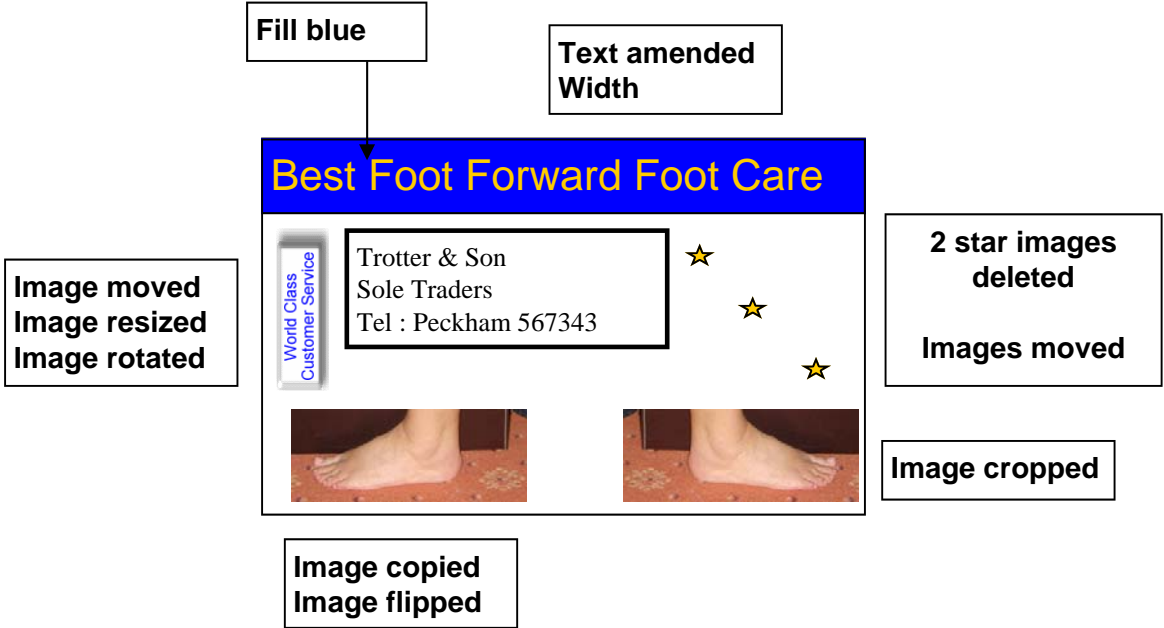 Fill blue
Text amended
Width
Best Foot Forward Foot Care
Image moved
Image resized
Image rotated
World Class
Customer Service
Trotter & Son
Sole Traders
Tel : Peckham 567343
2 star images
deleted
Images moved
Image cropped
Image copied
Image flipped